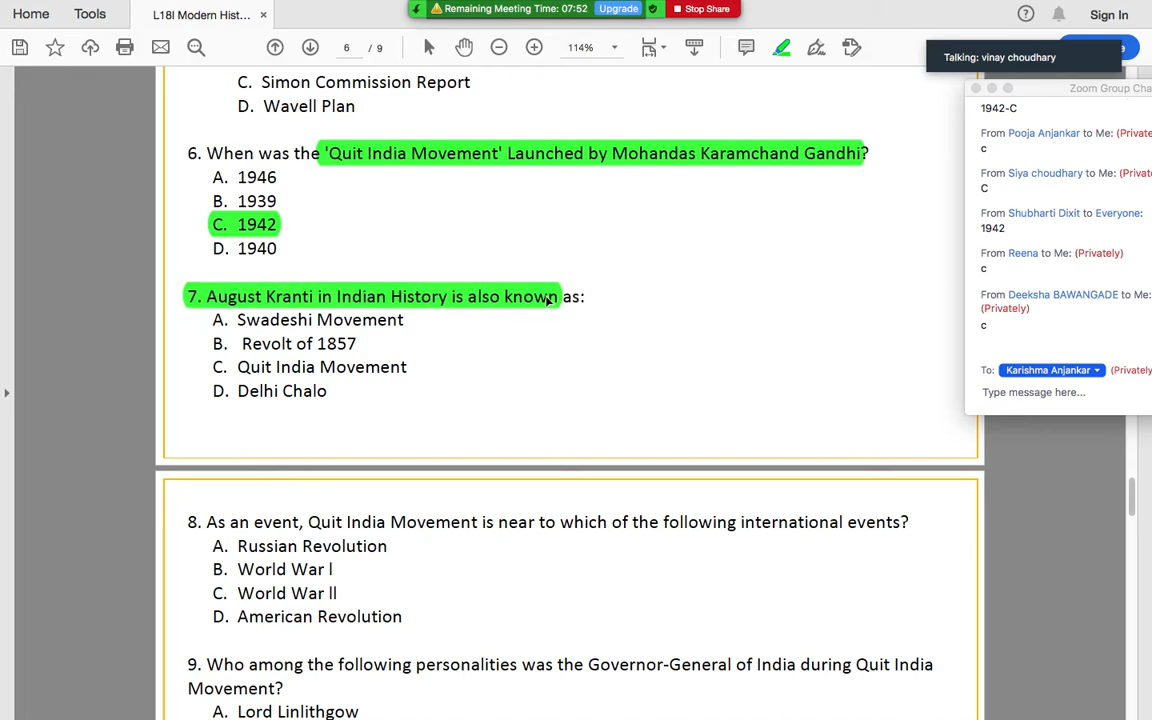 Home
Tools
L18I Modern Hist... ×
Remaining Meeting Time: 07:52
Upgrade
Stop Share
Sign In
6 / 9
114%
Talking: vinay choudhary
C. Simon Commission Report
D. Wavell Plan
6. When was the 'Quit India Movement' Launched by Mohandas Karamchand Gandhi?
A. 1946
B. 1939
C. 1942
D. 1940
7. August Kranti in Indian History is also known as:
A. Swadeshi Movement
B. Revolt of 1857
C. Quit India Movement
D. Delhi Chalo
8. As an event, Quit India Movement is near to which of the following international events?
A. Russian Revolution
B. World War l
C. World War ll
D. American Revolution
9. Who among the following personalities was the Governor-General of India during Quit India
Movement?
A. Lord Linlithgow
Zoom Group Cha
1942-C
From Pooja Anjankar to Me: (Private
c
From Siya choudhary to Me: (Privat
C
From Shubharti Dixit to Everyone:
1942
From Reena to Me: (Privately)
c
From Deeksha BAWANGADE to Me:
(Privately)
c
To: Karishma Anjankar (Privately
Type message here...